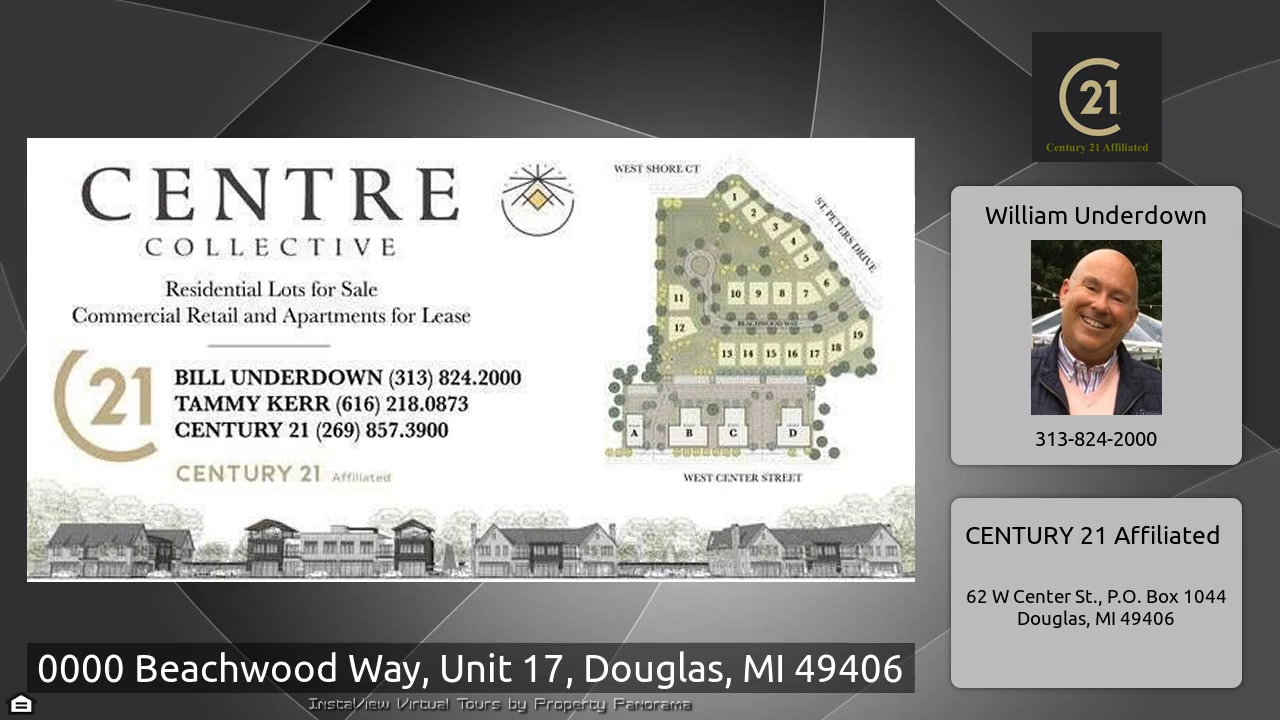 CENTRE
COLLECTIVE
Residential Lots for Sale
Commercial Retail and Apartments for Lease
21
BILL UNDERDOWN (313) 824.2000
TAMMY KERR (616) 218.0873
CENTURY 21 (269) 857.3900
CENTURY 21 Affiliated
WEST SHORE CT
ST. PETERS DRIVE
1
2
3
4
5
6
10 9 8 7
11
12
BEACHWOOD WAY
13 14 15 16 17 18 19
A B C D
WEST CENTER STREET
21
Century 21 Affiliated
William Underdown
313-824-2000
CENTURY 21 Affiliated
62 W Center St., P.O. Box 1044
Douglas, MI 49406
0000 Beachwood Way, Unit 17, Douglas, MI 49406
InstaView Virtual Tours by Property Panorama